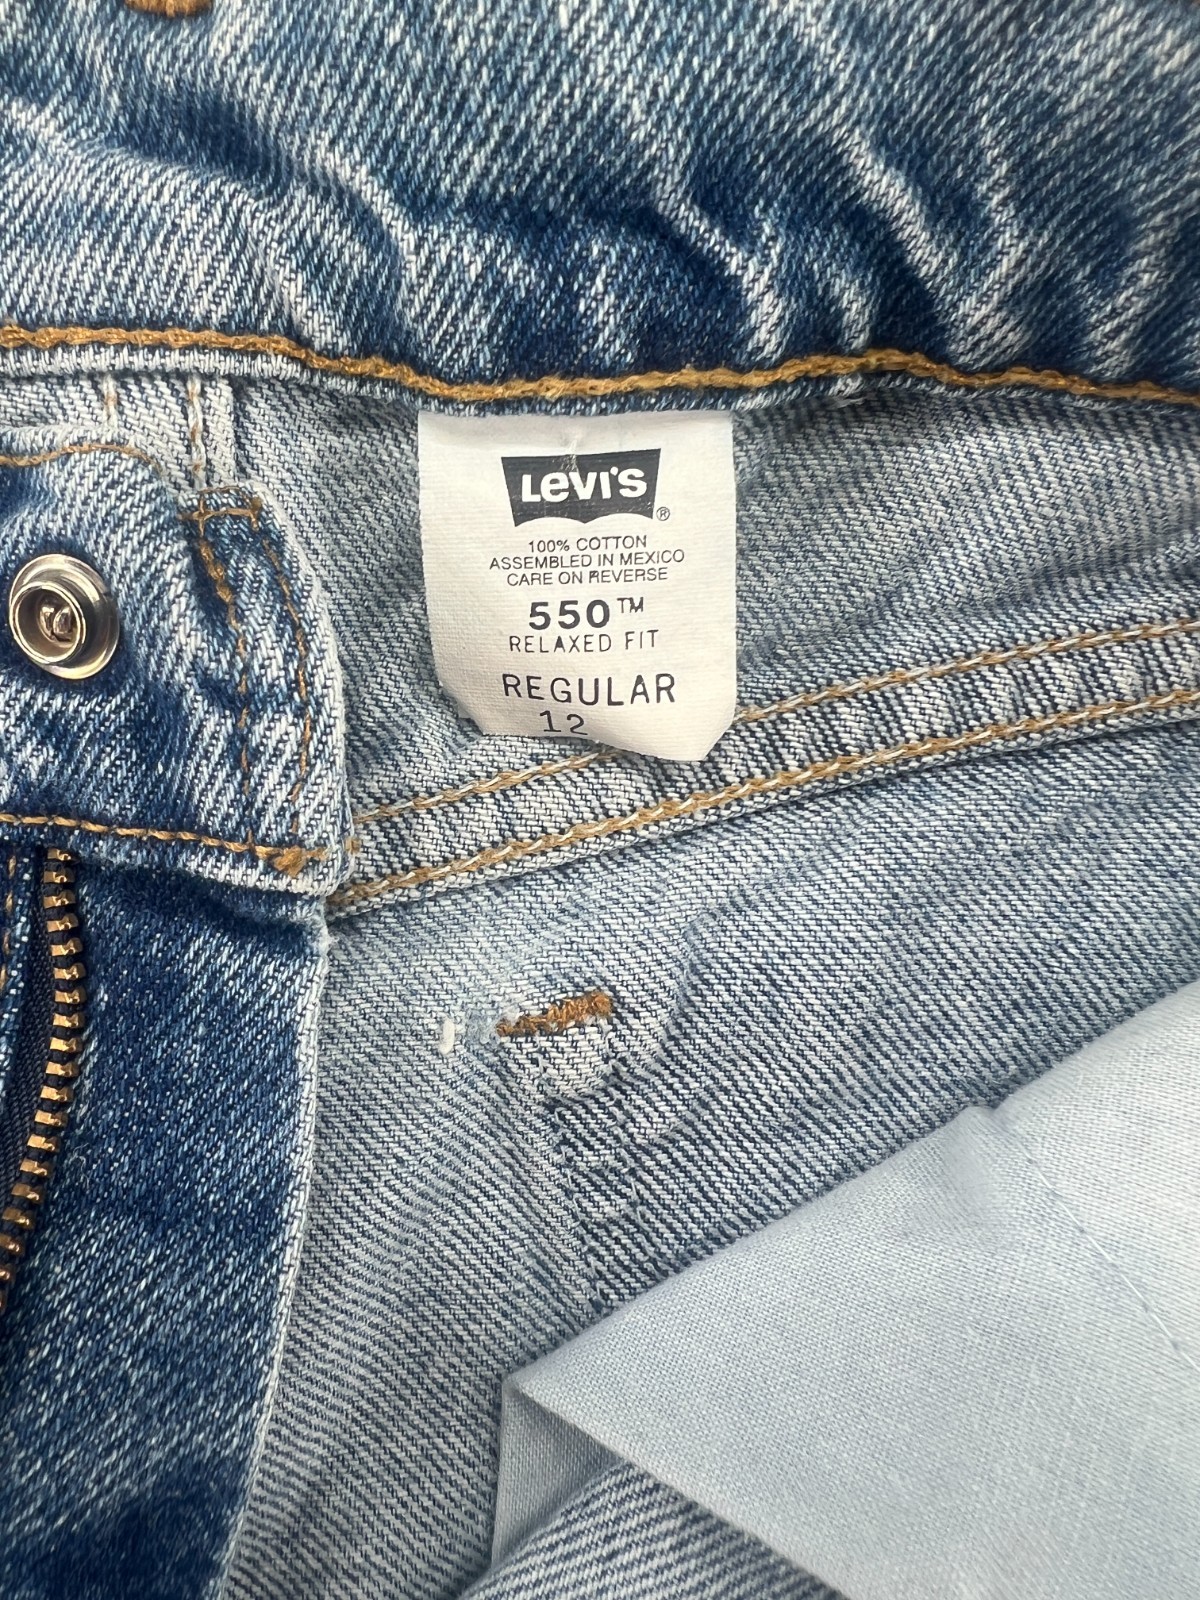 Levi's®
100% COTTON
ASSEMBLED IN MEXICO
CARE ON REVERSE
550™
RELAXED FIT
REGULAR
12